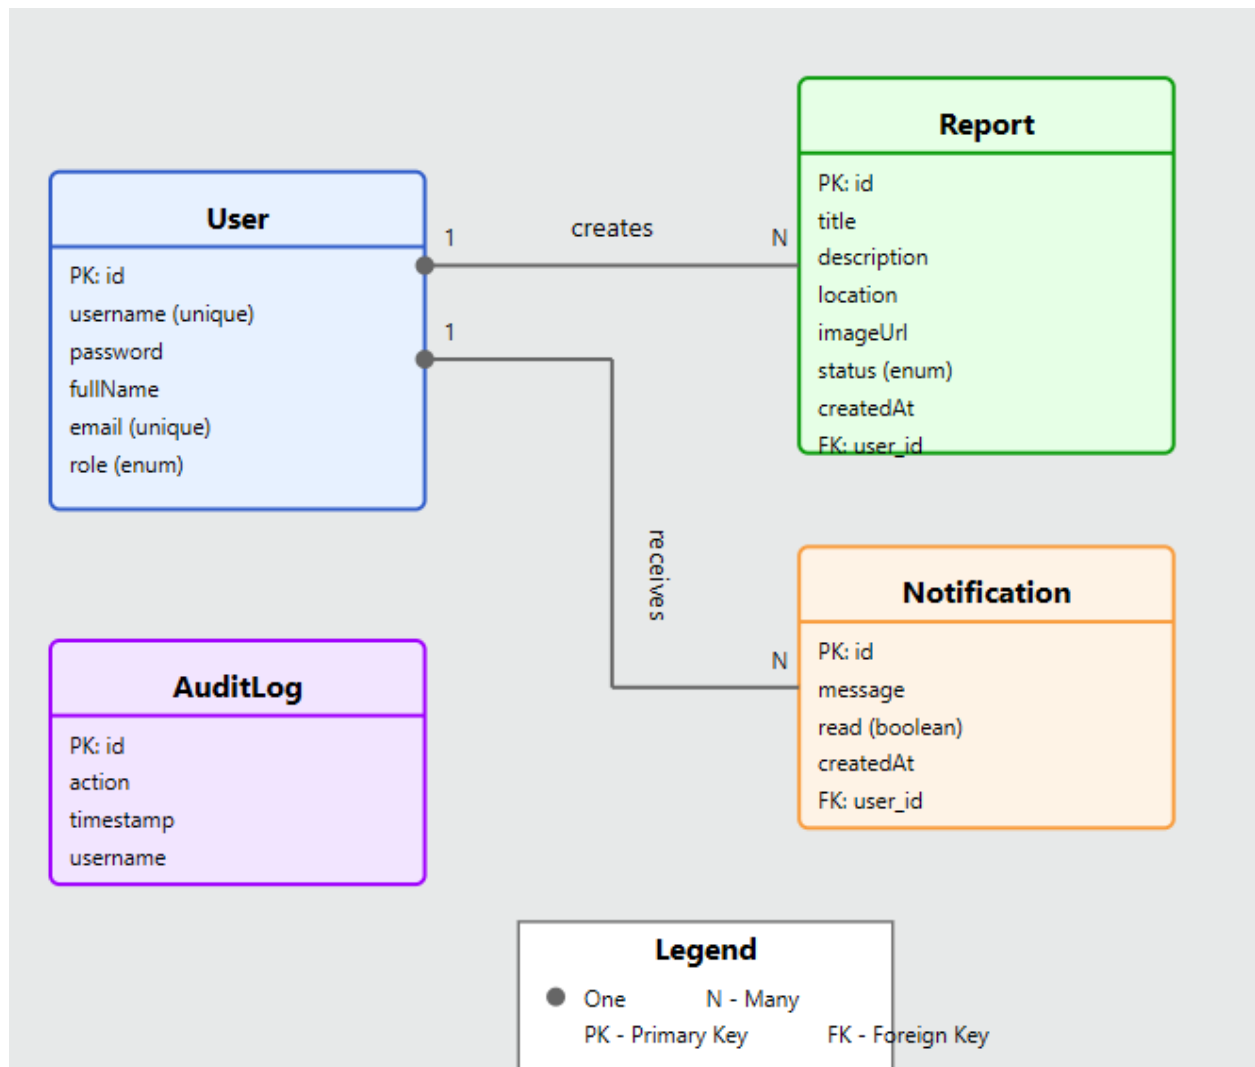 User
PK: id
username (unique)
password
fullName
email (unique)
role (enum)
1
creates
N
Report
PK: id
title
description
location
imageUrl
status (enum)
createdAt
FK: user_id
1
receives
N
Notification
PK: id
message
read (boolean)
createdAt
FK: user_id
AuditLog
PK: id
action
timestamp
username
Legend
One N - Many
PK - Primary Key FK - Foreign Key